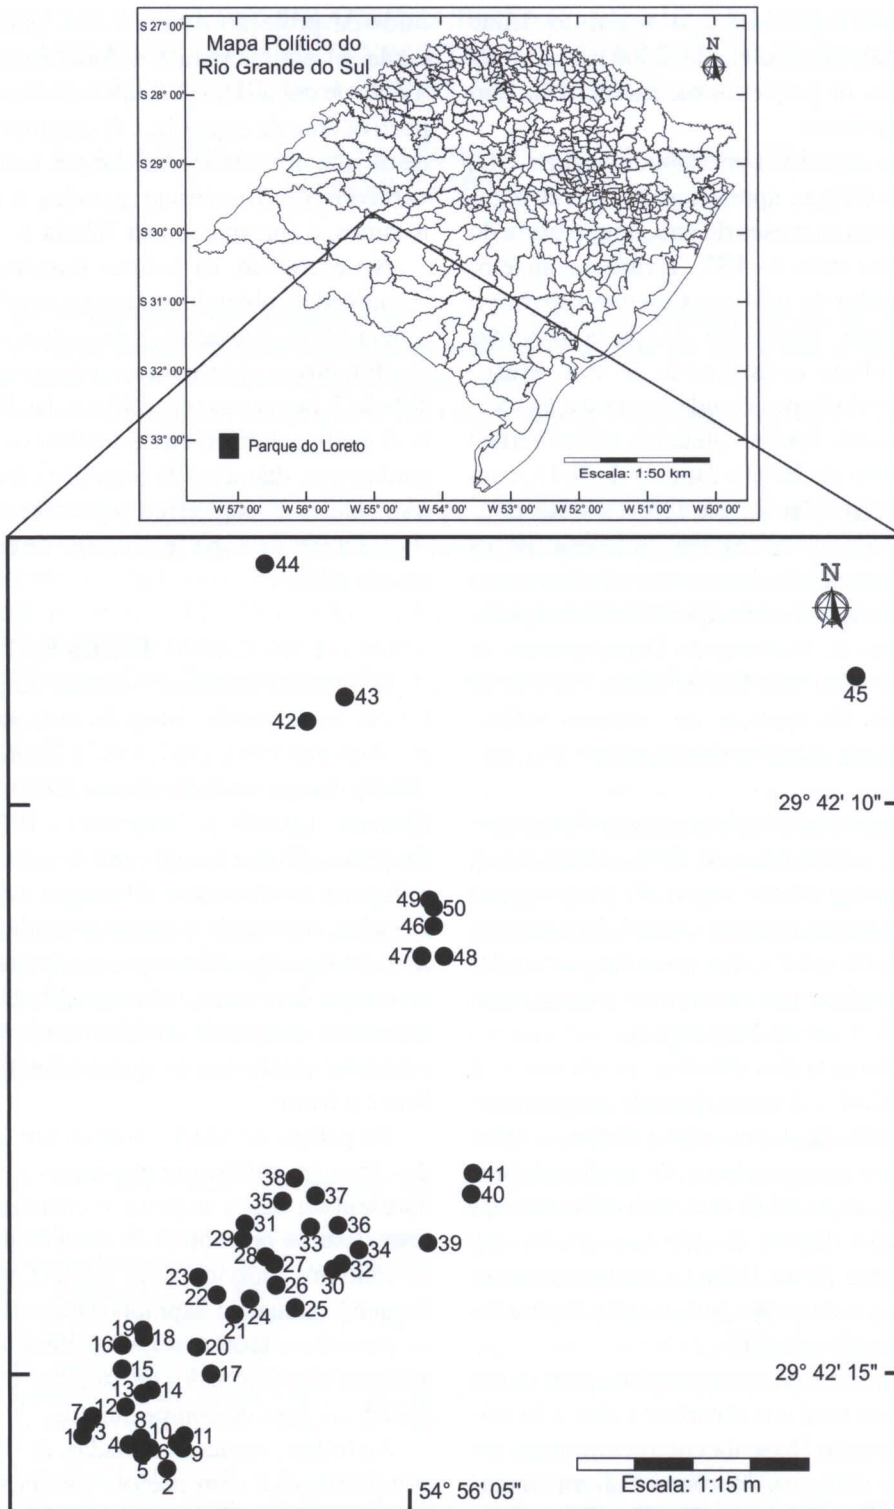 S 27° 00'
Mapa Político do
Rio Grande do Sul
N
S 28° 00'
S 29° 00'
S 30° 00'
S 31° 00'
S 32° 00'
S 33° 00'
Parque do Loreto
Escala: 1:50 km
W 57° 00' W 56° 00' W 55° 00' W 54° 00' W 53° 00' W 52° 00' W 51° 00' W 50° 00'
44
N
45
43
42
29° 42' 10"
49
50
46
47 48
38 41
37 40
35
31 36
29 33 34 39
28 27 32
30
23 26
22 25
24
21
19 18
16 20
15 17
29° 42' 15"
13 14
12
7
3 8
1 10 11
4 6 9
5
2
Escala: 1:15 m
54° 56' 05"